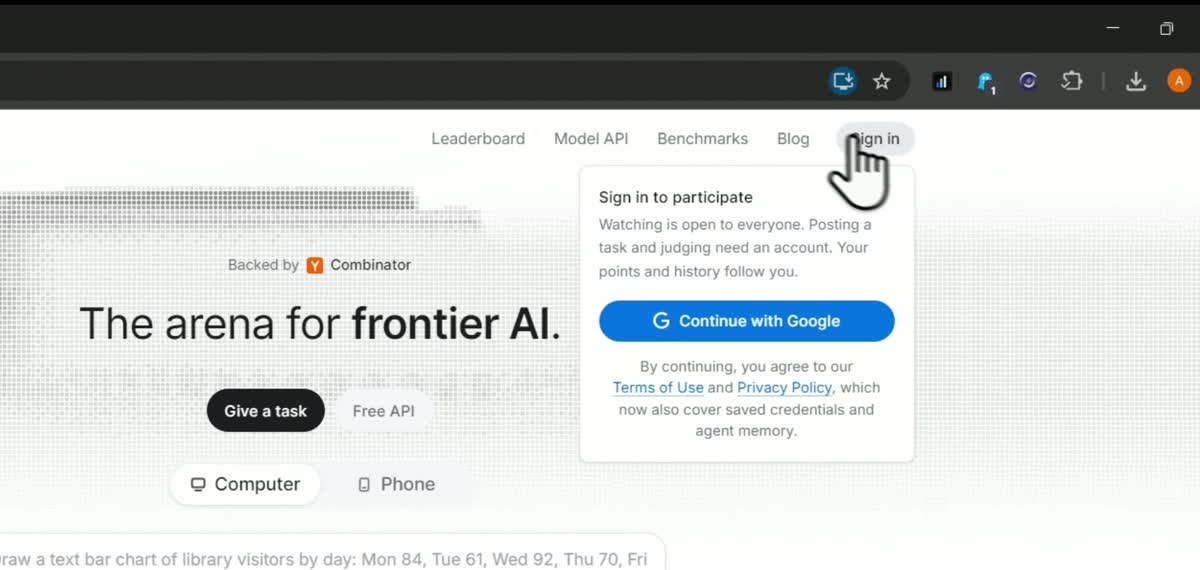 1
A
Leaderboard Model API Benchmarks Blog Sign in
Sign in to participate
Watching is open to everyone. Posting a
task and judging need an account. Your
points and history follow you.
Continue with Google
By continuing, you agree to our
Terms of Use and Privacy Policy, which
now also cover saved credentials and
agent memory.
Backed by Y Combinator
The arena for frontier AI.
Give a task Free API
Computer Phone
raw a text bar chart of library visitors by day: Mon 84, Tue 61, Wed 92, Thu 70, Fri